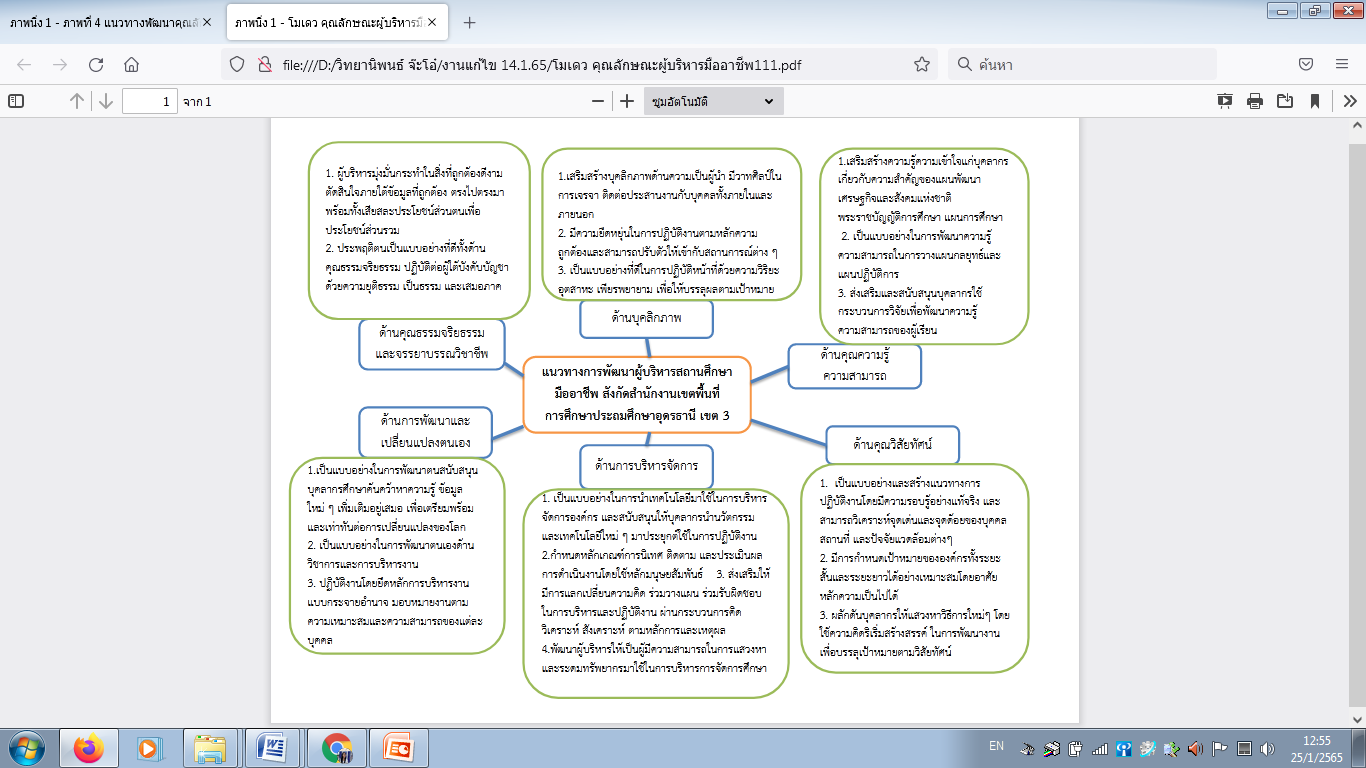 ภาพนิ่ง 1 - ภาพที่ 4 แนวทางพัฒนาคุณลั
ภาพนิ่ง 1 - โมเดว คุณลักษณะผู้บริหารมื
file:///D:/วิทยานิพนธ์ จ๊ะโอ๋/งานแก้ไข 14.1.65/โมเดว คุณลักษณะผู้บริหารมืออาชีพ111.pdf
ค้นหา
1 จาก 1
ซูมอัตโนมัติ
1. ผู้บริหารมุ่งมั่นกระทำในสิ่งที่ถูกต้องดีงาม
ตัดสินใจภายใต้ข้อมูลที่ถูกต้อง ตรงไปตรงมา
พร้อมทั้งเสียสละประโยชน์ส่วนตนเพื่อ
ประโยชน์ส่วนรวม
2. ประพฤติตนเป็นแบบอย่างที่ดีทั้งด้าน
คุณธรรมจริยธรรม ปฏิบัติต่อผู้ใต้บังคับบัญชา
ด้วยความยุติธรรม เป็นธรรม และเสมอภาค
ด้านคุณธรรมจริยธรรม
และจรรยาบรรณวิชาชีพ
1.เสริมสร้างบุคลิกภาพด้านความเป็นผู้นำ มีวาทศิลป์ใน
การเจรจา ติดต่อประสานงานกับบุคคลทั้งภายในและ
ภายนอก
2. มีความยืดหยุ่นในการปฏิบัติงานตามหลักความ
ถูกต้องและสามารถปรับตัวให้เข้ากับสถานการณ์ต่าง ๆ
3. เป็นแบบอย่างที่ดีในการปฏิบัติหน้าที่ด้วยความวิริยะ
อุตสาหะ เพียรพยายาม เพื่อให้บรรลุผลตามเป้าหมาย
ด้านบุคลิกภาพ
1.เสริมสร้างความรู้ความเข้าใจแก่บุคลากร
เกี่ยวกับความสำคัญของแผนพัฒนา
เศรษฐกิจและสังคมแห่งชาติ
พระราชบัญญัติการศึกษา แผนการศึกษา
2. เป็นแบบอย่างในการพัฒนาความรู้
ความสามารถในการวางแผนกลยุทธ์และ
แผนปฏิบัติการ
3. ส่งเสริมและสนับสนุนบุคลากรใช้
กระบวนการวิจัยเพื่อพัฒนาความรู้
ความสามารถของผู้เรียน
ด้านคุณความรู้
ความสามารถ
แนวทางการพัฒนาผู้บริหารสถานศึกษา
มืออาชีพ สังกัดสำนักงานเขตพื้นที่
การศึกษาประถมศึกษาอุดรธานี เขต 3
ด้านการพัฒนาและ
เปลี่ยนแปลงตนเอง
1.เป็นแบบอย่างในการพัฒนาตนสนับสนุน
บุคลากรศึกษาค้นคว้าหาความรู้ ข้อมูล
ใหม่ ๆ เพิ่มเติมอยู่เสมอ เพื่อเตรียมพร้อม
และเท่าทันต่อการเปลี่ยนแปลงของโลก
2. เป็นแบบอย่างในการพัฒนาตนเองด้าน
วิชาการและการบริหารงาน
3. ปฏิบัติงานโดยยึดหลักการบริหารงาน
แบบกระจายอำนาจ มอบหมายงานตาม
ความเหมาะสมและความสามารถของแต่ละ
บุคคล
ด้านการบริหารจัดการ
1. เป็นแบบอย่างในการนำเทคโนโลยีมาใช้ในการบริหาร
จัดการองค์กร และสนับสนุนให้บุคลากรนำนวัตกรรม
และเทคโนโลยีใหม่ ๆ มาประยุกต์ใช้ในการปฏิบัติงาน
2.กำหนดหลักเกณฑ์การนิเทศ ติดตาม และประเมินผล
การดำเนินงานโดยใช้หลักมนุษยสัมพันธ์ 3. ส่งเสริมให้
มีการแลกเปลี่ยนความคิด ร่วมวางแผน ร่วมรับผิดชอบ
ในการบริหารและปฏิบัติงาน ผ่านกระบวนการคิด
วิเคราะห์ สังเคราะห์ ตามหลักการและเหตุผล
4.พัฒนาผู้บริหารให้เป็นผู้มีความสามารถในการแสวงหา
และระดมทรัพยากรมาใช้ในการบริหารการจัดการศึกษา
ด้านคุณวิสัยทัศน์
1. เป็นแบบอย่างและสร้างแนวทางการ
ปฏิบัติงานโดยมีความรอบรู้อย่างแท้จริง และ
สามารถวิเคราะห์จุดเด่นและจุดด้อยของบุคคล
สถานที่ และปัจจัยแวดล้อมต่างๆ
2. มีการกำหนดเป้าหมายขององค์กรทั้งระยะ
สั้นและระยะยาวได้อย่างเหมาะสมโดยอาศัย
หลักความเป็นไปได้
3. ผลักดันบุคลากรให้แสวงหาวิธีการใหม่ๆ โดย
ใช้ความคิดริเริ่มสร้างสรรค์ ในการพัฒนางาน
เพื่อบรรลุเป้าหมายตามวิสัยทัศน์
EN
12:55
25/1/2565